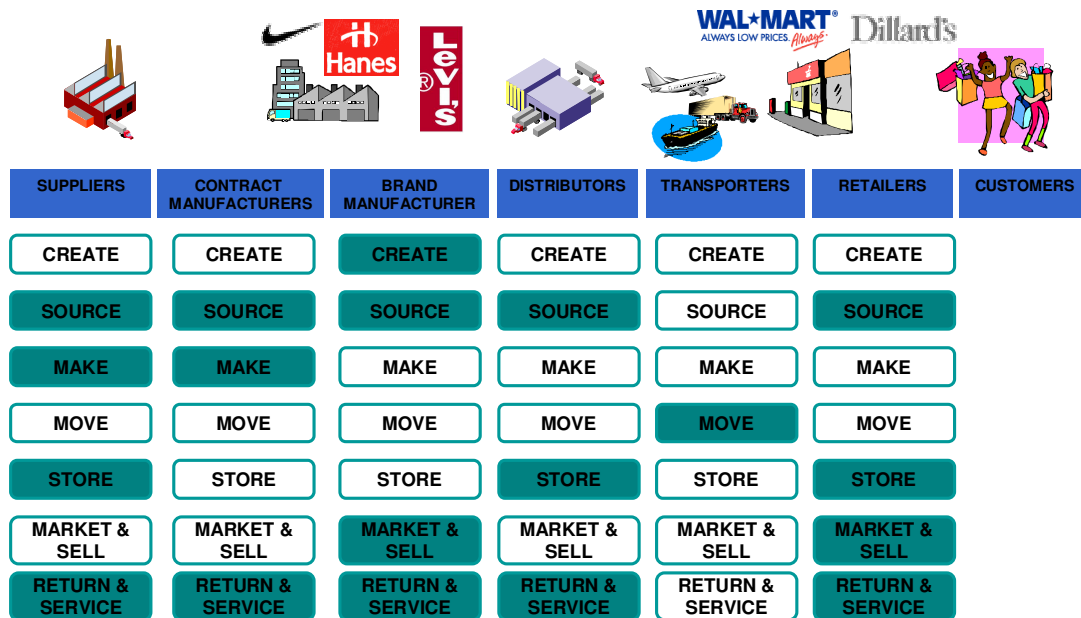 WAL★MART®
ALWAYS LOW PRICES. Always.
Dillard's
Hanes
Levi's
®
SUPPLIERS
CONTRACT
MANUFACTURERS
BRAND
MANUFACTURER
DISTRIBUTORS
TRANSPORTERS
RETAILERS
CUSTOMERS
CREATE CREATE CREATE CREATE CREATE CREATE
SOURCE SOURCE SOURCE SOURCE SOURCE SOURCE
MAKE MAKE MAKE MAKE MAKE MAKE
MOVE MOVE MOVE MOVE MOVE MOVE
STORE STORE STORE STORE STORE STORE
MARKET & MARKET & MARKET & MARKET & MARKET & MARKET &
SELL SELL SELL SELL SELL SELL
RETURN & RETURN & RETURN & RETURN & RETURN & RETURN &
SERVICE SERVICE SERVICE SERVICE SERVICE SERVICE